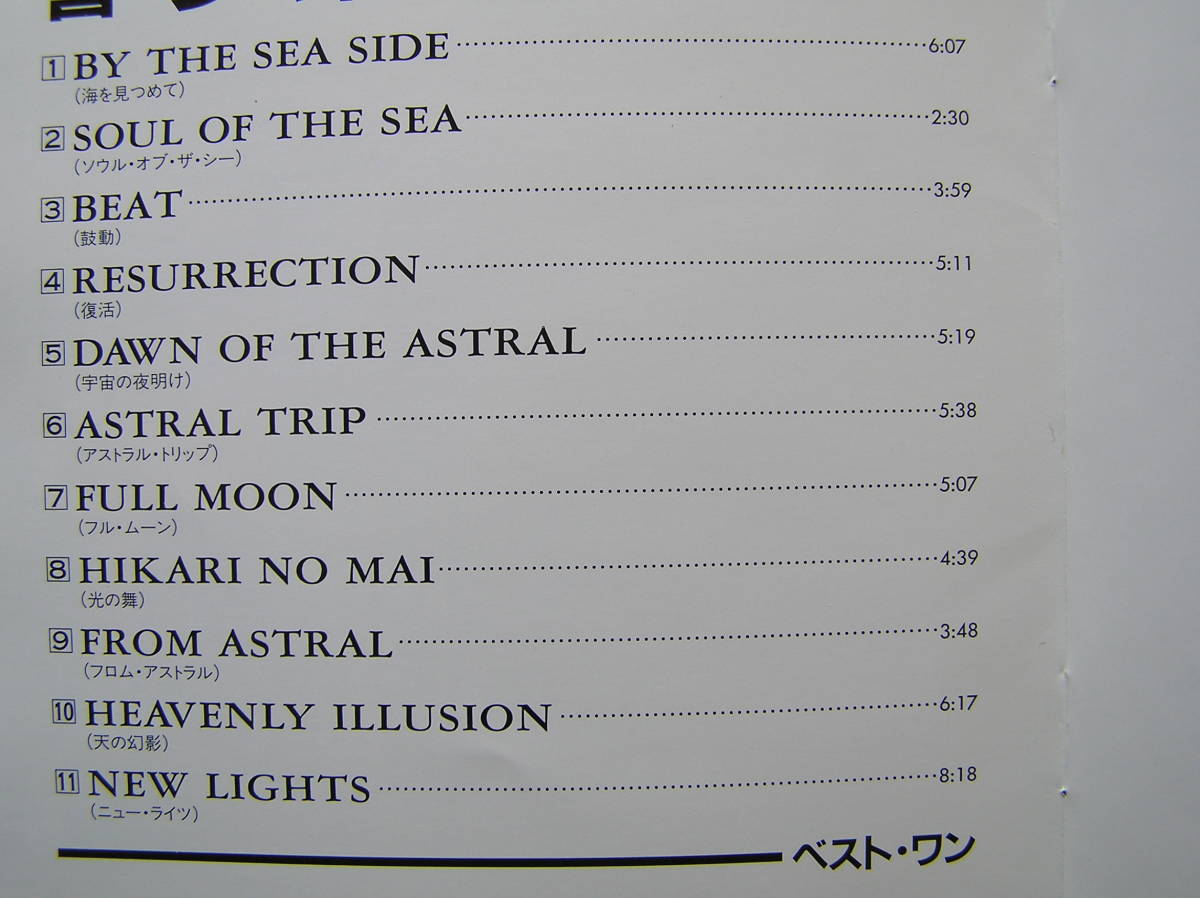 1 BY THE SEA SIDE 6:07
(海を見つめて)
2 SOUL OF THE SEA 2:30
(ソウル・オブ・ザ・シー)
3 BEAT 3:59
(鼓動)
4 RESURRECTION 5:11
(復活)
5 DAWN OF THE ASTRAL 5:19
(宇宙の夜明け)
6 ASTRAL TRIP 5:38
(アストラル・トリップ)
7 FULL MOON 5:07
(フル・ムーン)
8 HIKARI NO MAI 4:39
(光の舞)
9 FROM ASTRAL 3:48
(フロム・アストラル)
10 HEAVENLY ILLUSION 6:17
(天の幻影)
11 NEW LIGHTS 8:18
(ニュー・ライツ)
ベスト・ワン